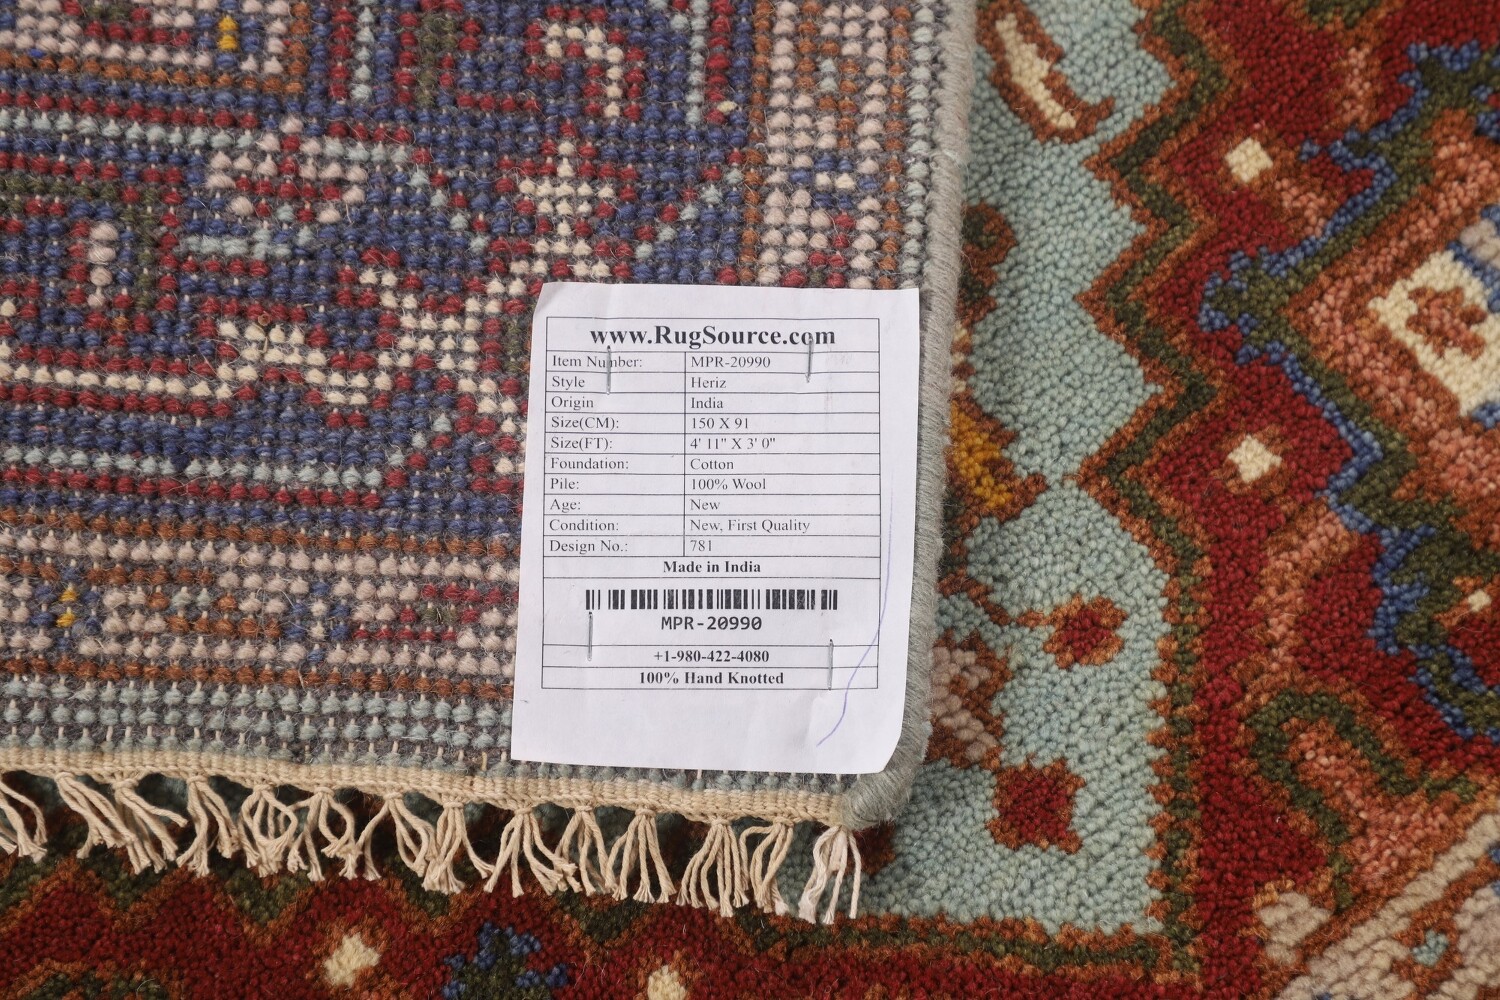 www.RugSource.com
Item Number: MPR-20990
Style Heriz
Origin India
Size(CM): 150 X 91
Size(FT): 4' 11" X 3' 0"
Foundation: Cotton
Pile: 100% Wool
Age: New
Condition: New, First Quality
Design No.: 781
Made in India
MPR-20990
+1-980-422-4080
100% Hand Knotted